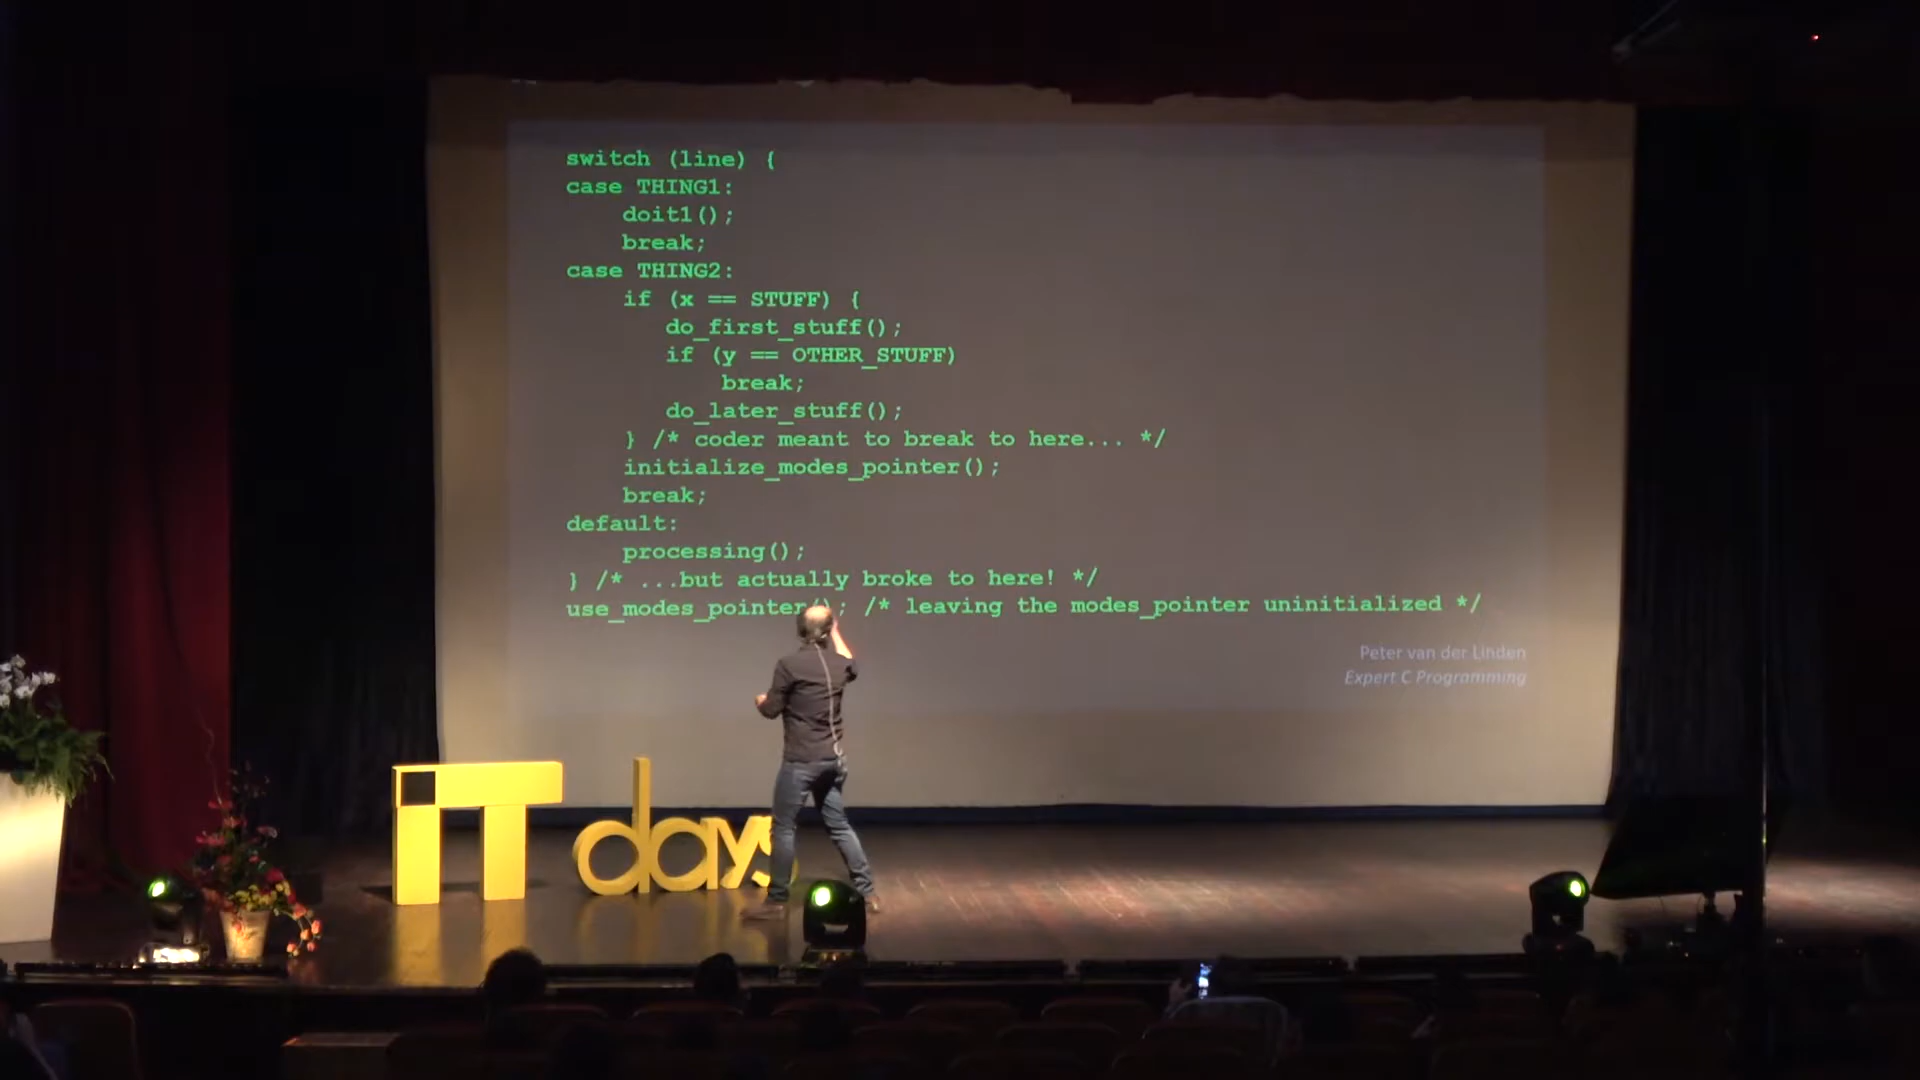 switch (line) {
case THING1:
    doit1();
    break;
case THING2:
    if (x == STUFF) {
       do_first_stuff();
       if (y == OTHER_STUFF)
           break;
       do_later_stuff();
    } /* coder meant to break to here... */
    initialize_modes_pointer();
    break;
default:
    processing();
} /* ...but actually broke to here! */
use_modes_pointer(); /* leaving the modes_pointer uninitialized */
Peter van der Linden
Expert C Programming
iT days